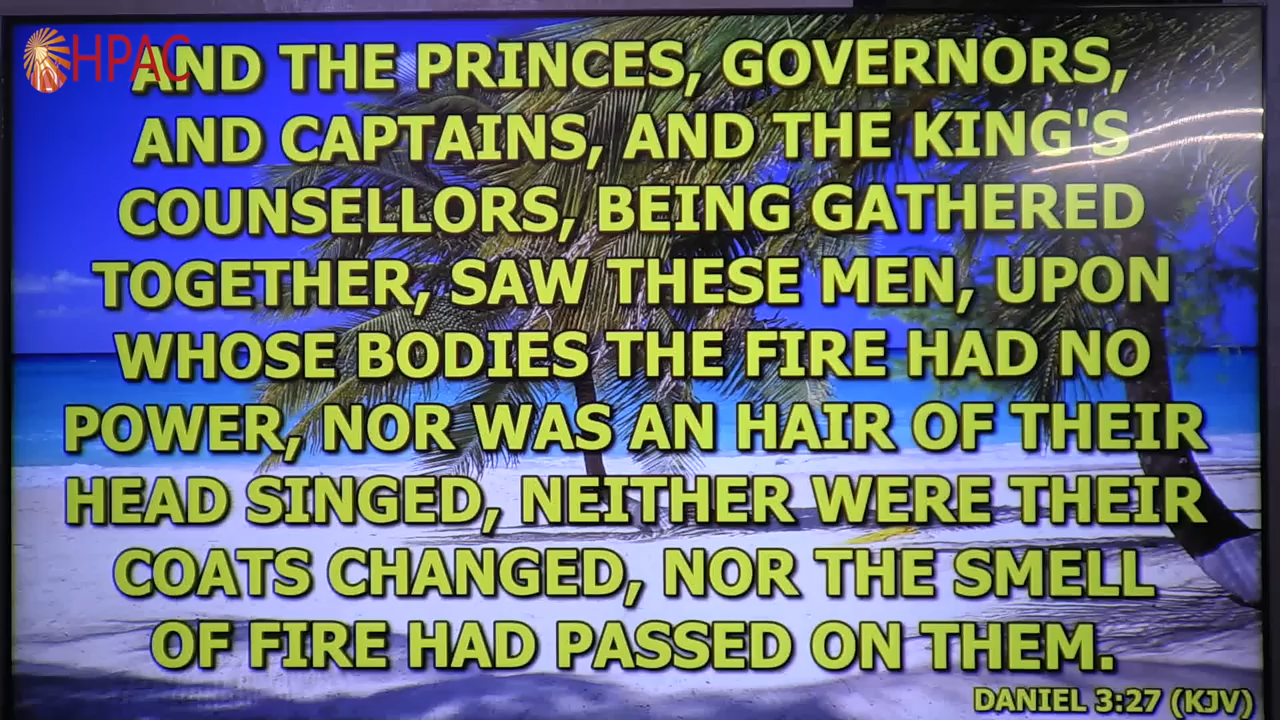 HPAC
AND THE PRINCES, GOVERNORS,
AND CAPTAINS, AND THE KING'S
COUNSELLORS, BEING GATHERED
TOGETHER, SAW THESE MEN, UPON
WHOSE BODIES THE FIRE HAD NO
POWER, NOR WAS AN HAIR OF THEIR
HEAD SINGED, NEITHER WERE THEIR
COATS CHANGED, NOR THE SMELL
OF FIRE HAD PASSED ON THEM.
DANIEL 3:27 (KJV)